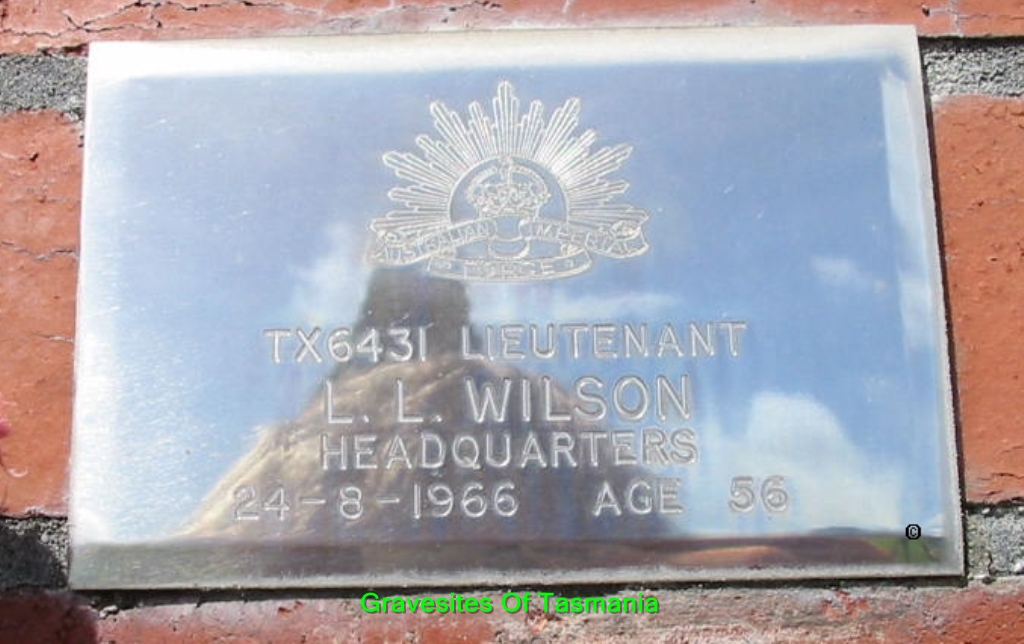 AUSTRALIAN IMPERIAL
FORCE
TX6431 LIEUTENANT
L. L. WILSON
HEADQUARTERS
24-8-1966 AGE 56
©
Gravesites Of Tasmania